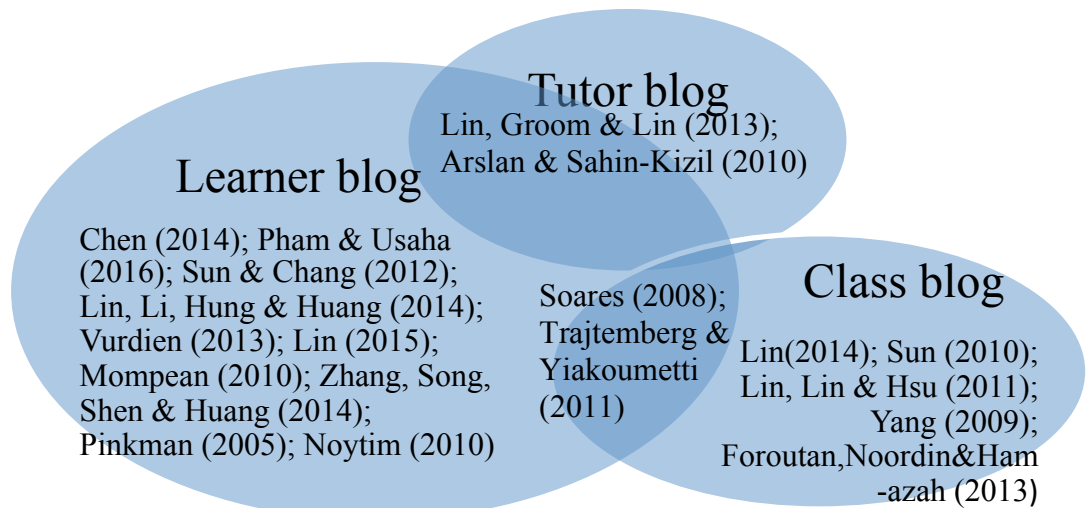 Tutor blog
Lin, Groom & Lin (2013);
Arslan & Sahin-Kizil (2010)
Learner blog
Chen (2014); Pham & Usaha
(2016); Sun & Chang (2012);
Lin, Li, Hung & Huang (2014);
Vurdien (2013); Lin (2015);
Mompean (2010); Zhang, Song,
Shen & Huang (2014);
Pinkman (2005); Noytim (2010)
Soares (2008);
Trajtemberg &
Yiakoumetti
(2011)
Class blog
Lin(2014); Sun (2010);
Lin, Lin & Hsu (2011);
Yang (2009);
Foroutan,Noordin&Ham
-azah (2013)